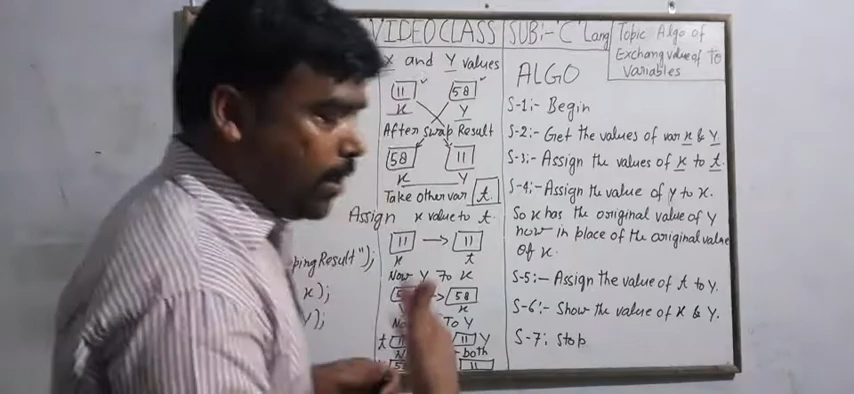 VIDEO CLASS
SUB:- 'C' Lang
Topic Algo of
Exchang value of To
Variables
X and Y values
11 58
x Y
After Swap Result
58 11
x Y
Take other var t.
Assign x value to t.
11 → 11
x t
Now Y To x
58
x
To Y
t 11 Y
both
11
pingResult");
x);
);
ALGO
S-1:- Begin
S-2:- Get the values of var x & Y.
S-3:- Assign the values of x to t.
S-4:- Assign the value of y to x.
So x has the original value of Y
now in place of the original value
of x.
S-5:- Assign the value of t to Y.
S-6:- Show the value of x & Y.
S-7: Stop